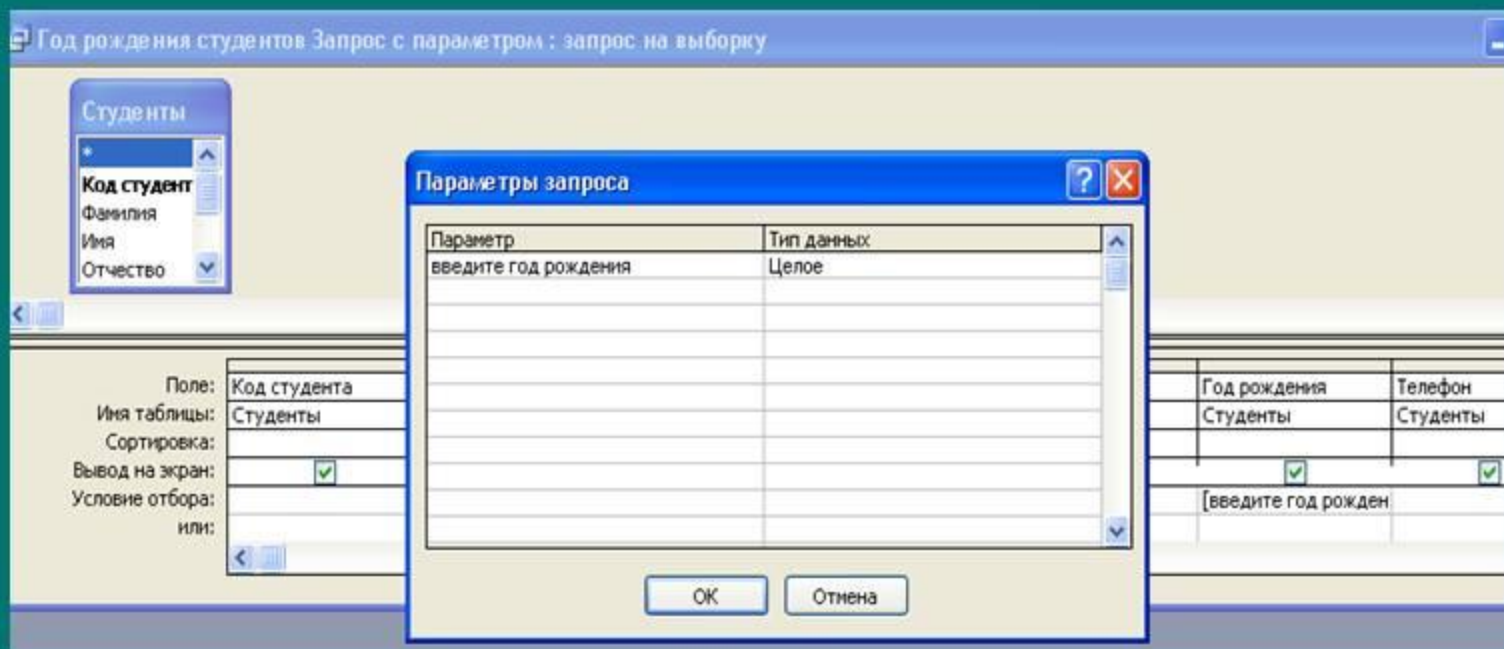 Год рождения студентов Запрос с параметром : запрос на выборку
Студенты
*
Код студент
Фамилия
Имя
Отчество
Параметры запроса
Параметр Тип данных
введите год рождения Целое
OK Отмена
Поле: Код студента Год рождения Телефон
Имя таблицы: Студенты Студенты Студенты
Сортировка:
Вывод на экран:
Условие отбора: [введите год рожден
или: